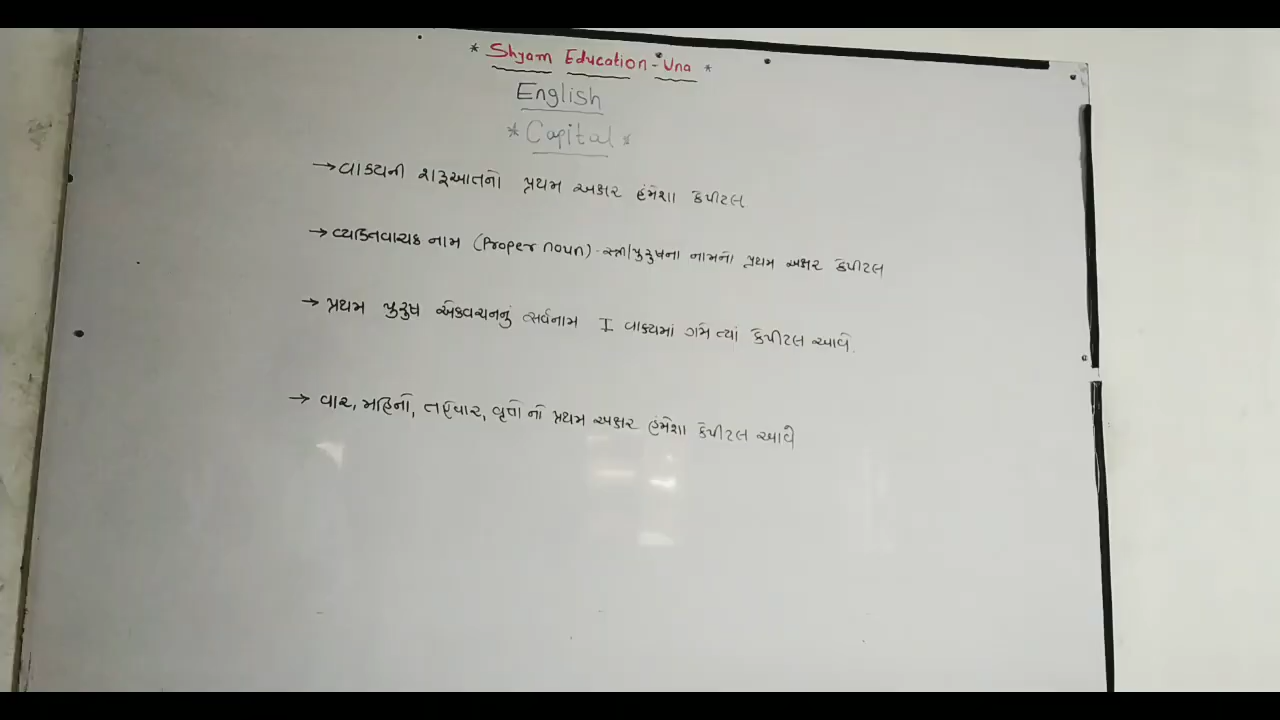 * Shyam Education - Una *
English
* Capital *
→ વાક્યની શરૂઆતનો પ્રથમ અક્ષર હંમેશા કેપીટલ
→ વ્યકિતવાચક નામ (Proper noun) - સ્ત્રી/પુરુષના નામનો પ્રથમ અક્ષર કેપીટલ
→ પ્રથમ પુરુષ એકવચનનું સર્વનામ I વાક્યમાં ગમે ત્યાં કેપીટલ આવે.
→ વાર, મહિનો, તહેવાર, નો પ્રથમ અક્ષર હંમેશા કેપીટલ આવે